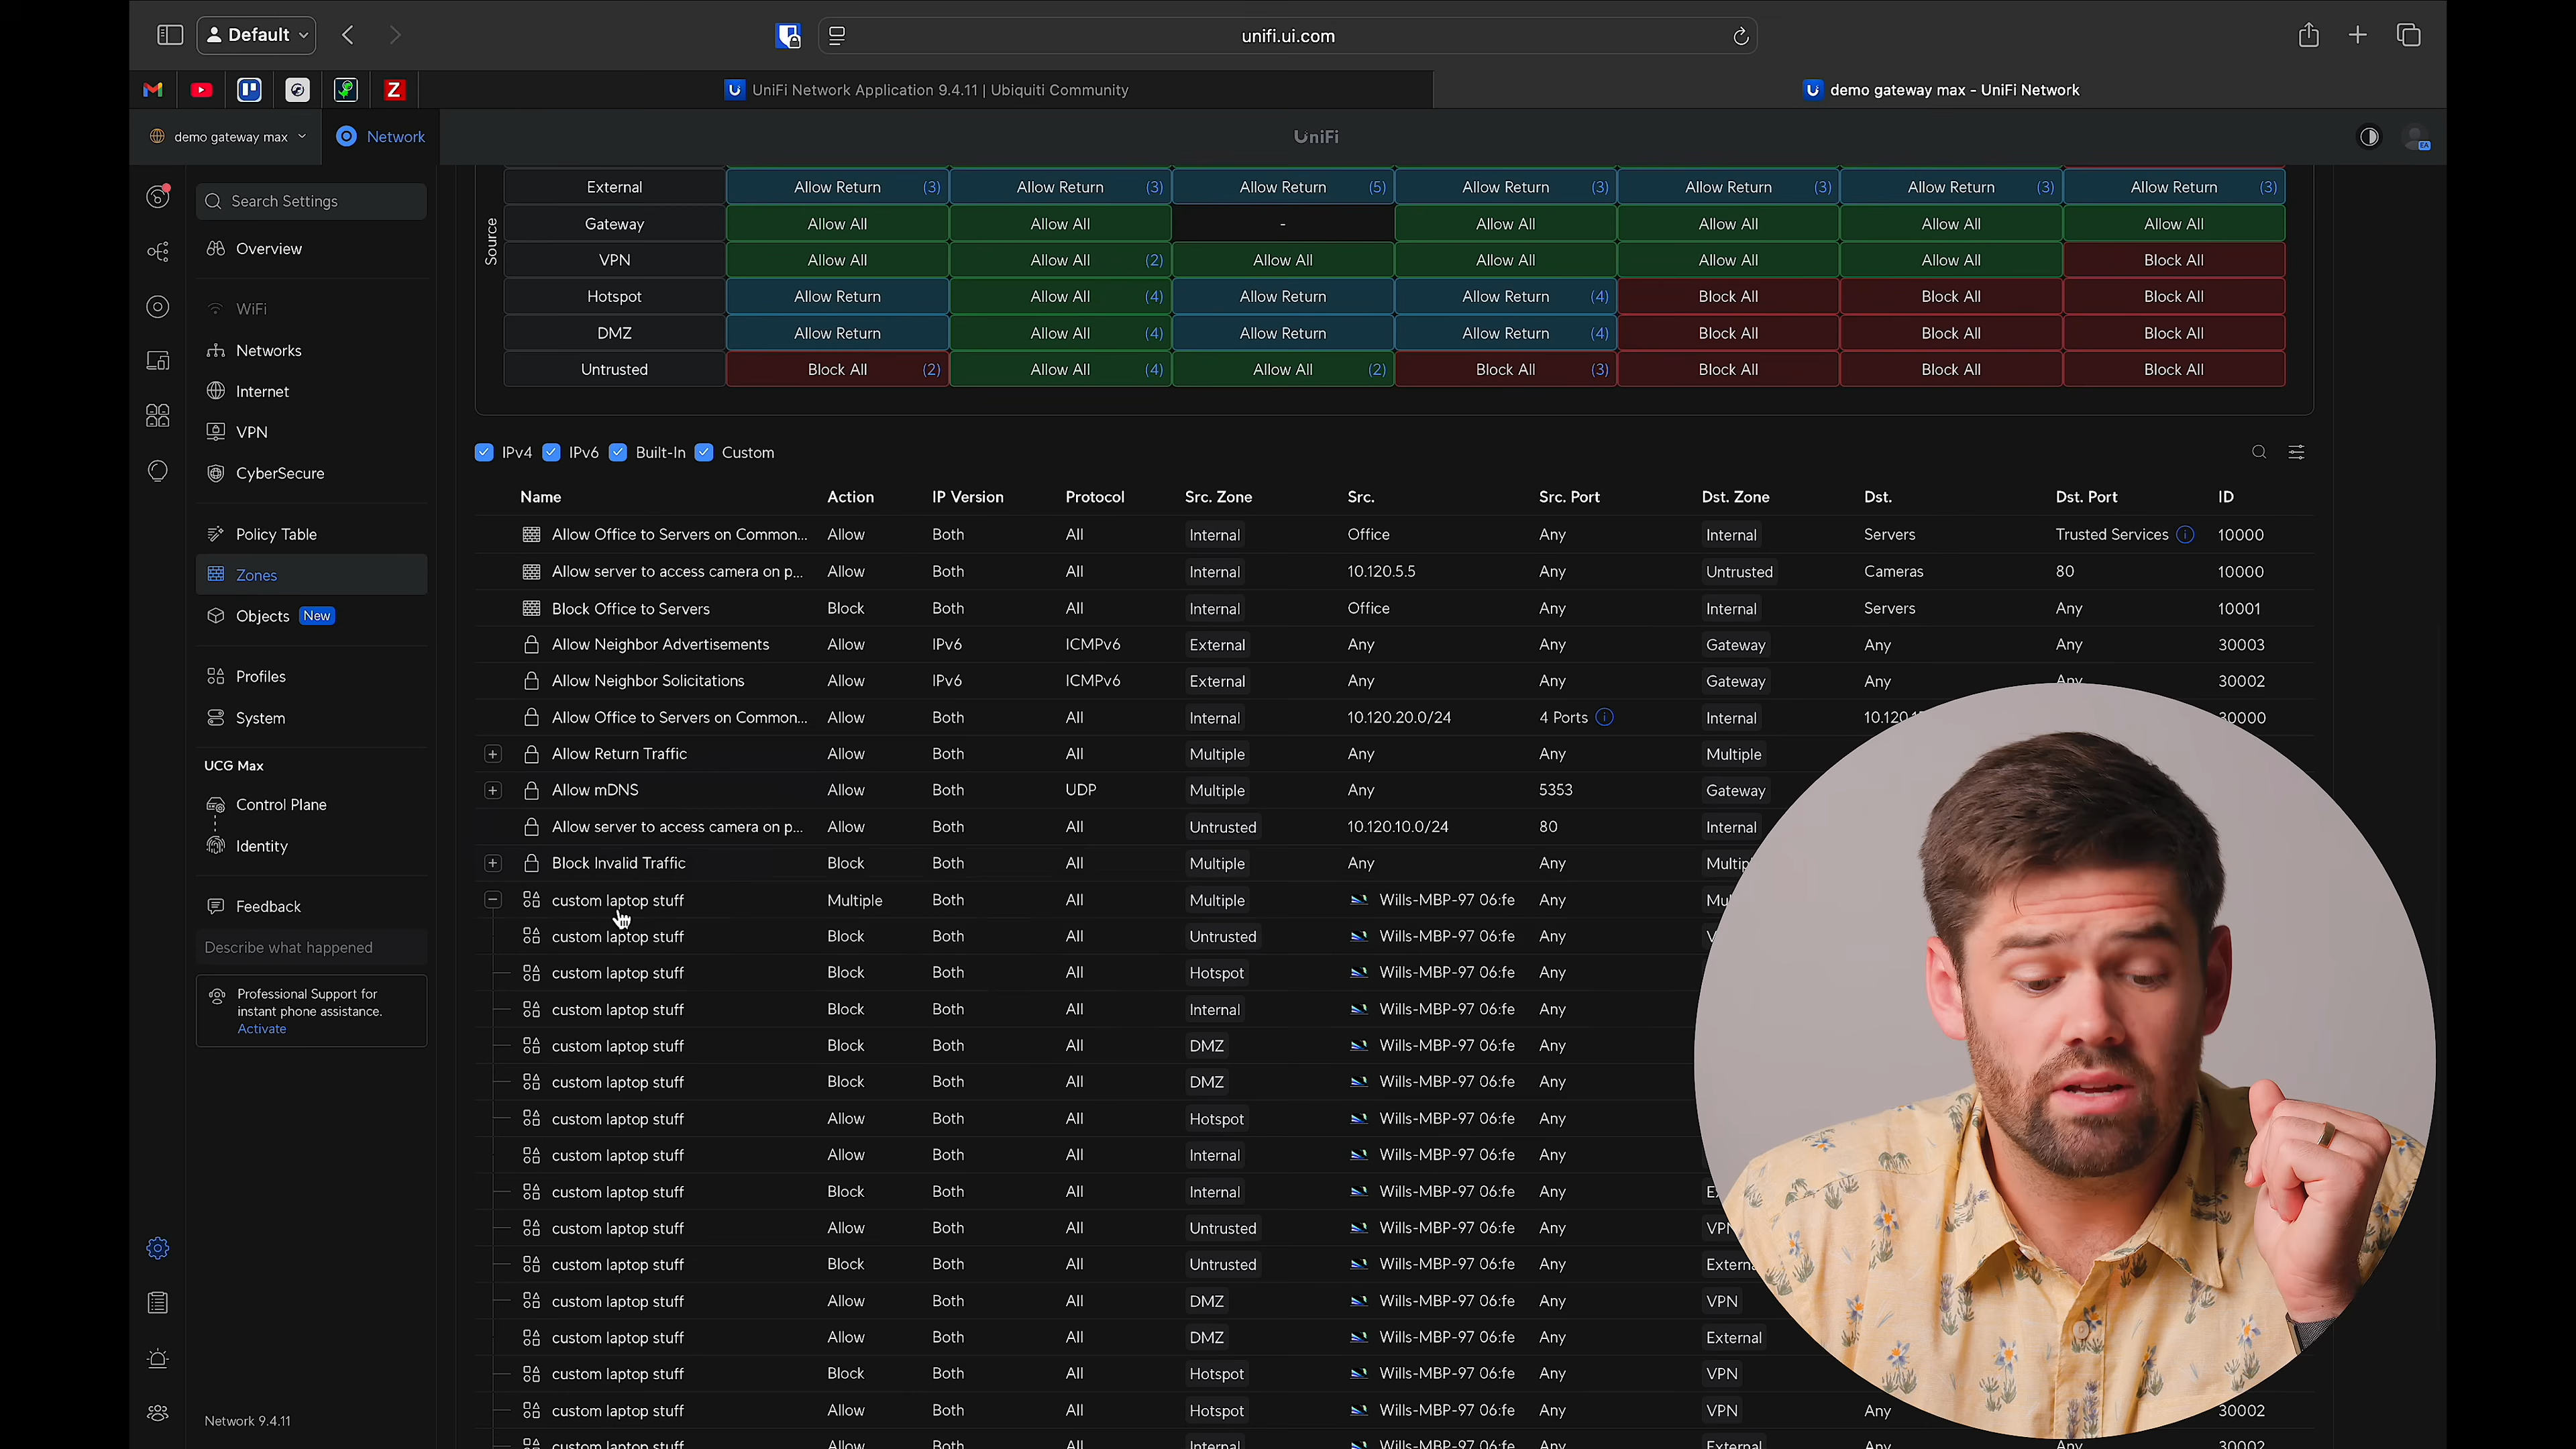 Default
unifi.ui.com
UniFi Network Application 9.4.11 | Ubiquiti Community
demo gateway max - UniFi Network
demo gateway max
Network
UniFi
Search Settings
Overview
WiFi
Networks
Internet
VPN
CyberSecure
Policy Table
Zones
Objects New
Profiles
System
UCG Max
Control Plane
Identity
Feedback
Describe what happened
Professional Support for
instant phone assistance.
Activate
Network 9.4.11
Source
External Allow Return (3) Allow Return (3) Allow Return (5) Allow Return (3) Allow Return (3) Allow Return (3) Allow Return (3)
Gateway Allow All Allow All - Allow All Allow All Allow All Allow All
VPN Allow All Allow All (2) Allow All Allow All Allow All Allow All Block All
Hotspot Allow Return Allow All (4) Allow Return Allow Return (4) Block All Block All Block All
DMZ Allow Return Allow All (4) Allow Return Allow Return (4) Block All Block All Block All
Untrusted Block All (2) Allow All (4) Allow All (2) Block All (3) Block All Block All Block All
IPv4 IPv6 Built-In Custom
Name Action IP Version Protocol Src. Zone Src. Src. Port Dst. Zone Dst. Dst. Port ID
Allow Office to Servers on Common... Allow Both All Internal Office Any Internal Servers Trusted Services 10000
Allow server to access camera on p... Allow Both All Internal 10.120.5.5 Any Untrusted Cameras 80 10000
Block Office to Servers Block Both All Internal Office Any Internal Servers Any 10001
Allow Neighbor Advertisements Allow IPv6 ICMPv6 External Any Any Gateway Any Any 30003
Allow Neighbor Solicitations Allow IPv6 ICMPv6 External Any Any Gateway Any Any 30002
Allow Office to Servers on Common... Allow Both All Internal 10.120.20.0/24 4 Ports Internal 10.120.1 30000
Allow Return Traffic Allow Both All Multiple Any Any Multiple
Allow mDNS Allow Both UDP Multiple Any 5353 Gateway
Allow server to access camera on p... Allow Both All Untrusted 10.120.10.0/24 80 Internal
Block Invalid Traffic Block Both All Multiple Any Any Multip
custom laptop stuff Multiple Both All Multiple Wills-MBP-97 06:fe Any Mu
custom laptop stuff Block Both All Untrusted Wills-MBP-97 06:fe Any V
custom laptop stuff Block Both All Hotspot Wills-MBP-97 06:fe Any
custom laptop stuff Block Both All Internal Wills-MBP-97 06:fe Any
custom laptop stuff Block Both All DMZ Wills-MBP-97 06:fe Any
custom laptop stuff Block Both All DMZ Wills-MBP-97 06:fe Any
custom laptop stuff Allow Both All Hotspot Wills-MBP-97 06:fe Any
custom laptop stuff Allow Both All Internal Wills-MBP-97 06:fe Any
custom laptop stuff Block Both All Internal Wills-MBP-97 06:fe Any E
custom laptop stuff Allow Both All Untrusted Wills-MBP-97 06:fe Any VPN
custom laptop stuff Block Both All Untrusted Wills-MBP-97 06:fe Any Externa
custom laptop stuff Allow Both All DMZ Wills-MBP-97 06:fe Any VPN
custom laptop stuff Allow Both All DMZ Wills-MBP-97 06:fe Any External
custom laptop stuff Block Both All Hotspot Wills-MBP-97 06:fe Any VPN
custom laptop stuff Allow Both All Hotspot Wills-MBP-97 06:fe Any VPN Any 30002
custom laptop stuff Allow Both All Internal Wills-MBP-97 06:fe Any External Any 30002